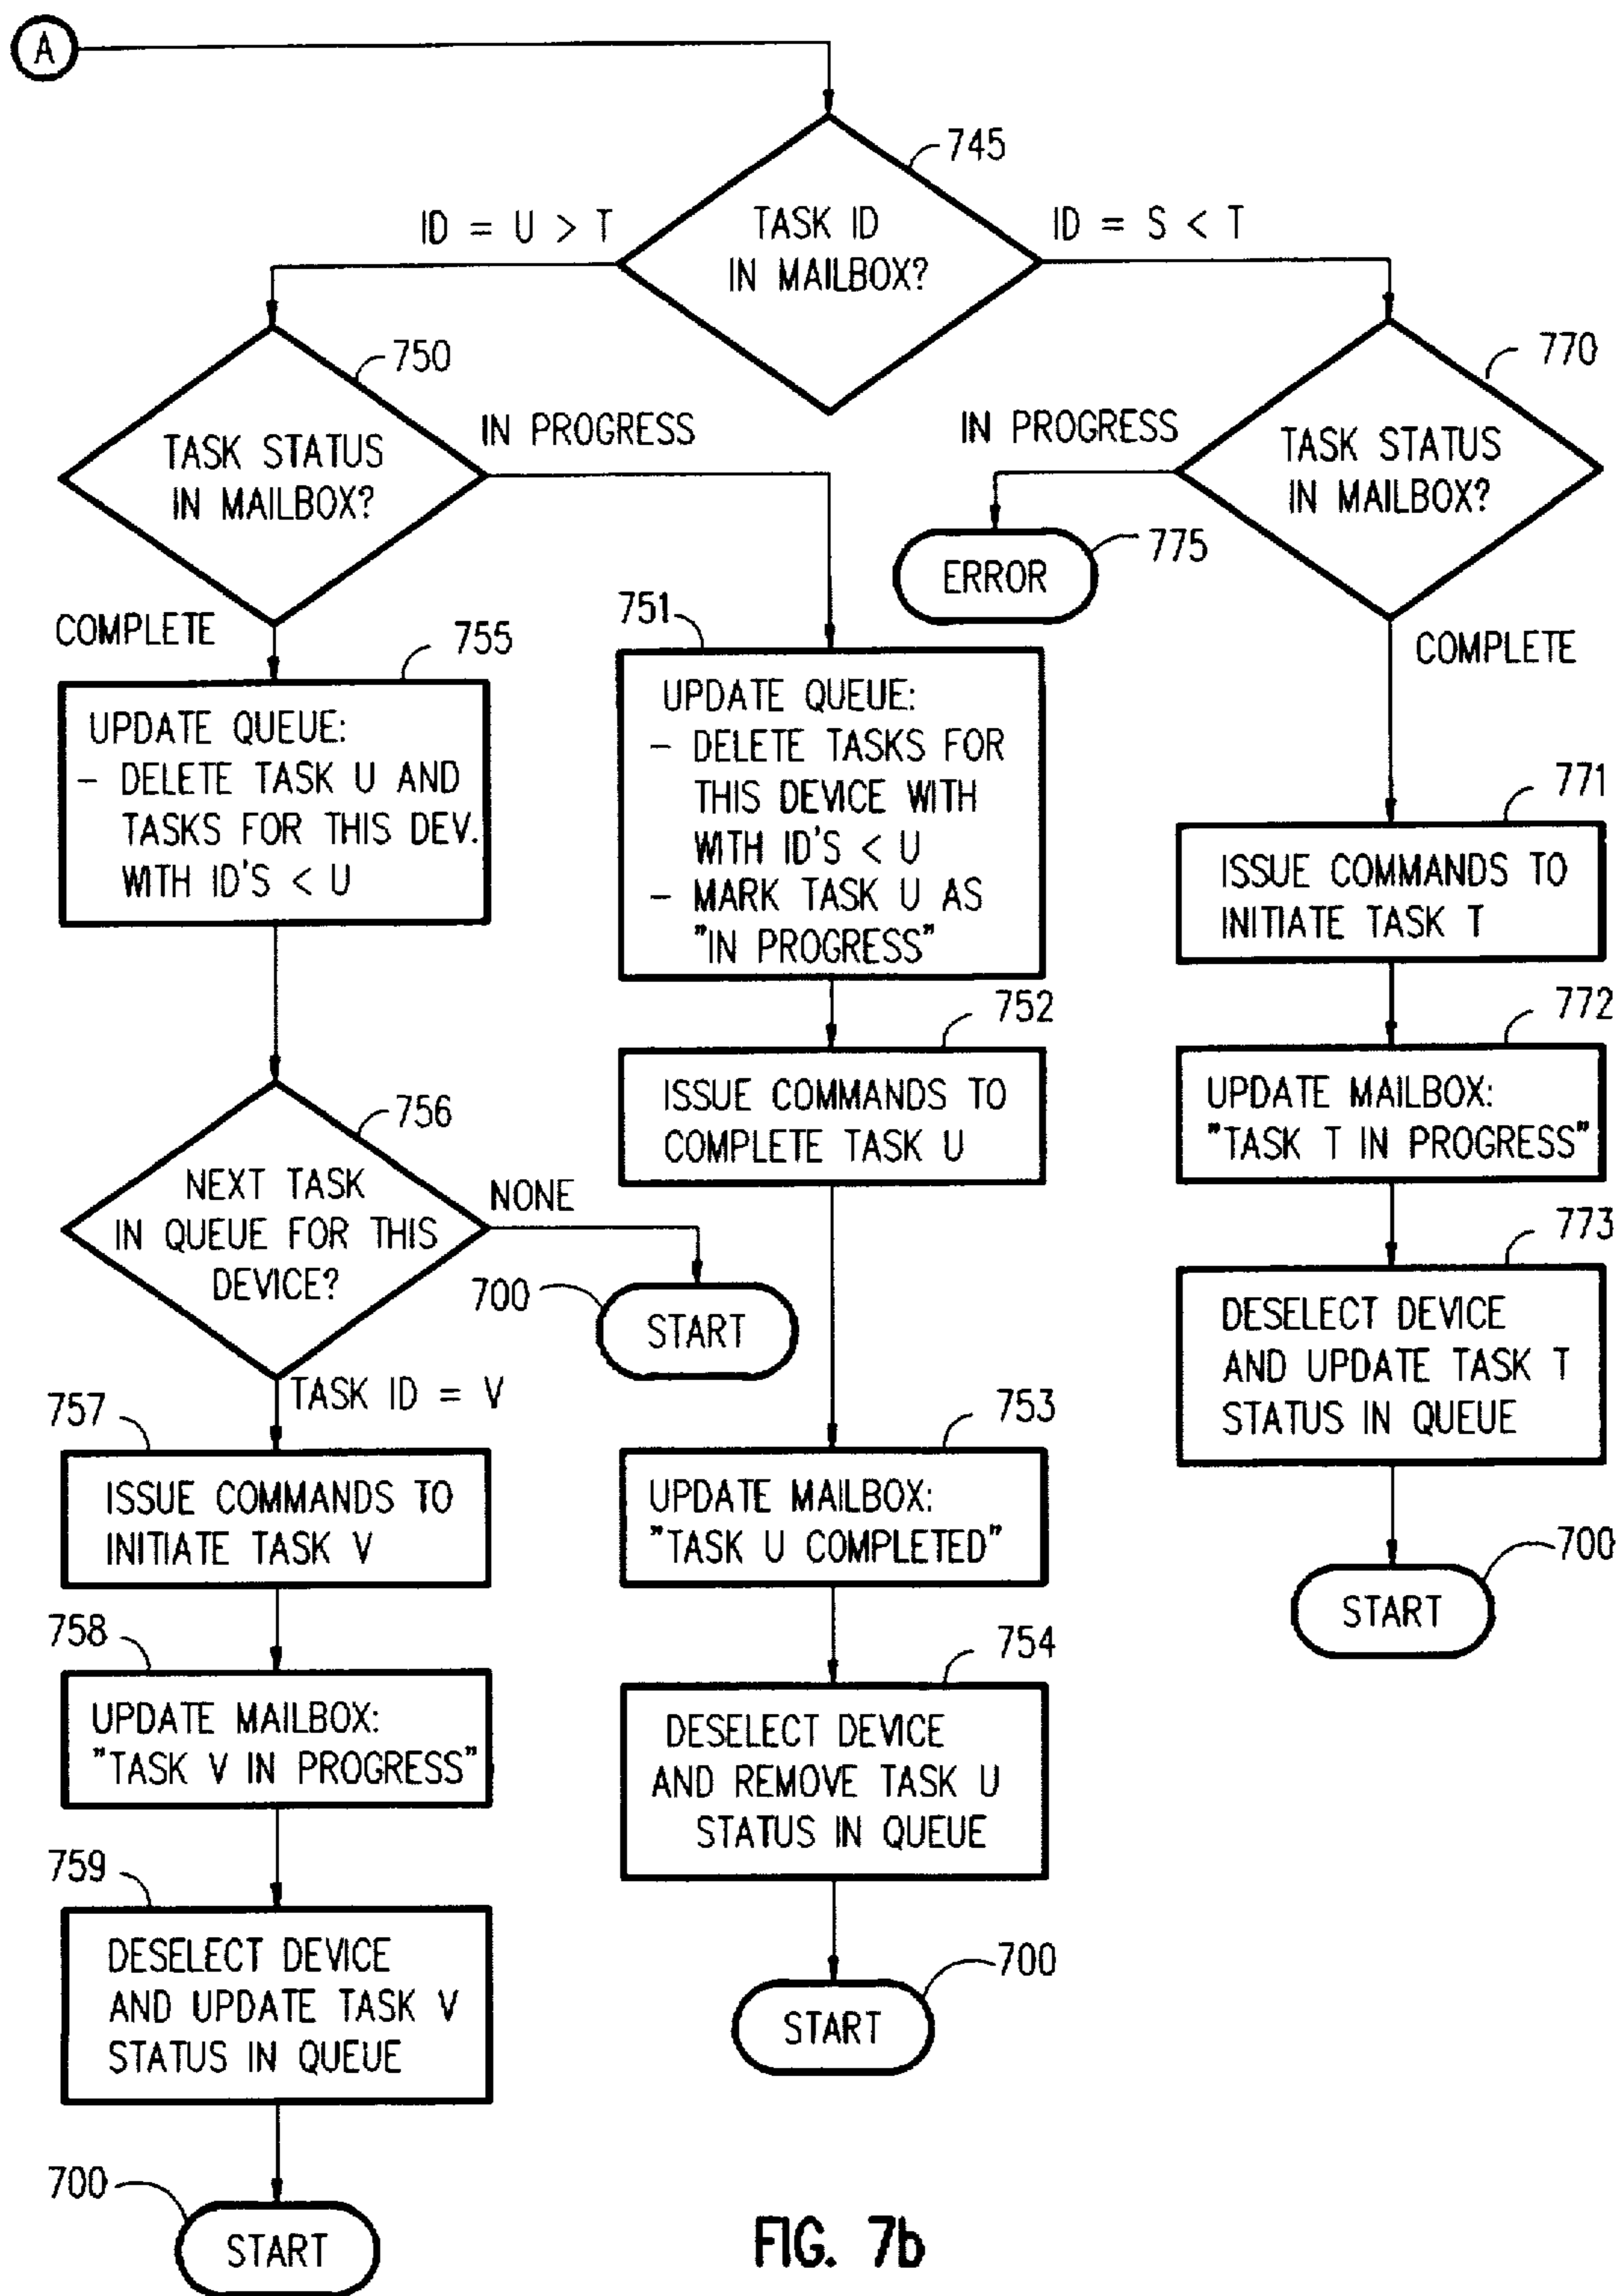 A
745
ID = U > T
TASK ID
IN MAILBOX?
ID = S < T
750
TASK STATUS
IN MAILBOX?
IN PROGRESS
COMPLETE
770
TASK STATUS
IN MAILBOX?
IN PROGRESS
775
ERROR
COMPLETE
755
UPDATE QUEUE:
- DELETE TASK U AND
TASKS FOR THIS DEV.
WITH ID'S < U
751
UPDATE QUEUE:
- DELETE TASKS FOR
THIS DEVICE WITH
WITH ID'S < U
- MARK TASK U AS
"IN PROGRESS"
771
ISSUE COMMANDS TO
INITIATE TASK T
752
ISSUE COMMANDS TO
COMPLETE TASK U
772
UPDATE MAILBOX:
"TASK T IN PROGRESS"
756
NEXT TASK
IN QUEUE FOR THIS
DEVICE?
NONE
700
START
TASK ID = V
773
DESELECT DEVICE
AND UPDATE TASK T
STATUS IN QUEUE
700
START
757
ISSUE COMMANDS TO
INITIATE TASK V
753
UPDATE MAILBOX:
"TASK U COMPLETED"
758
UPDATE MAILBOX:
"TASK V IN PROGRESS"
754
DESELECT DEVICE
AND REMOVE TASK U
STATUS IN QUEUE
759
DESELECT DEVICE
AND UPDATE TASK V
STATUS IN QUEUE
700
START
700
START
FIG. 7b